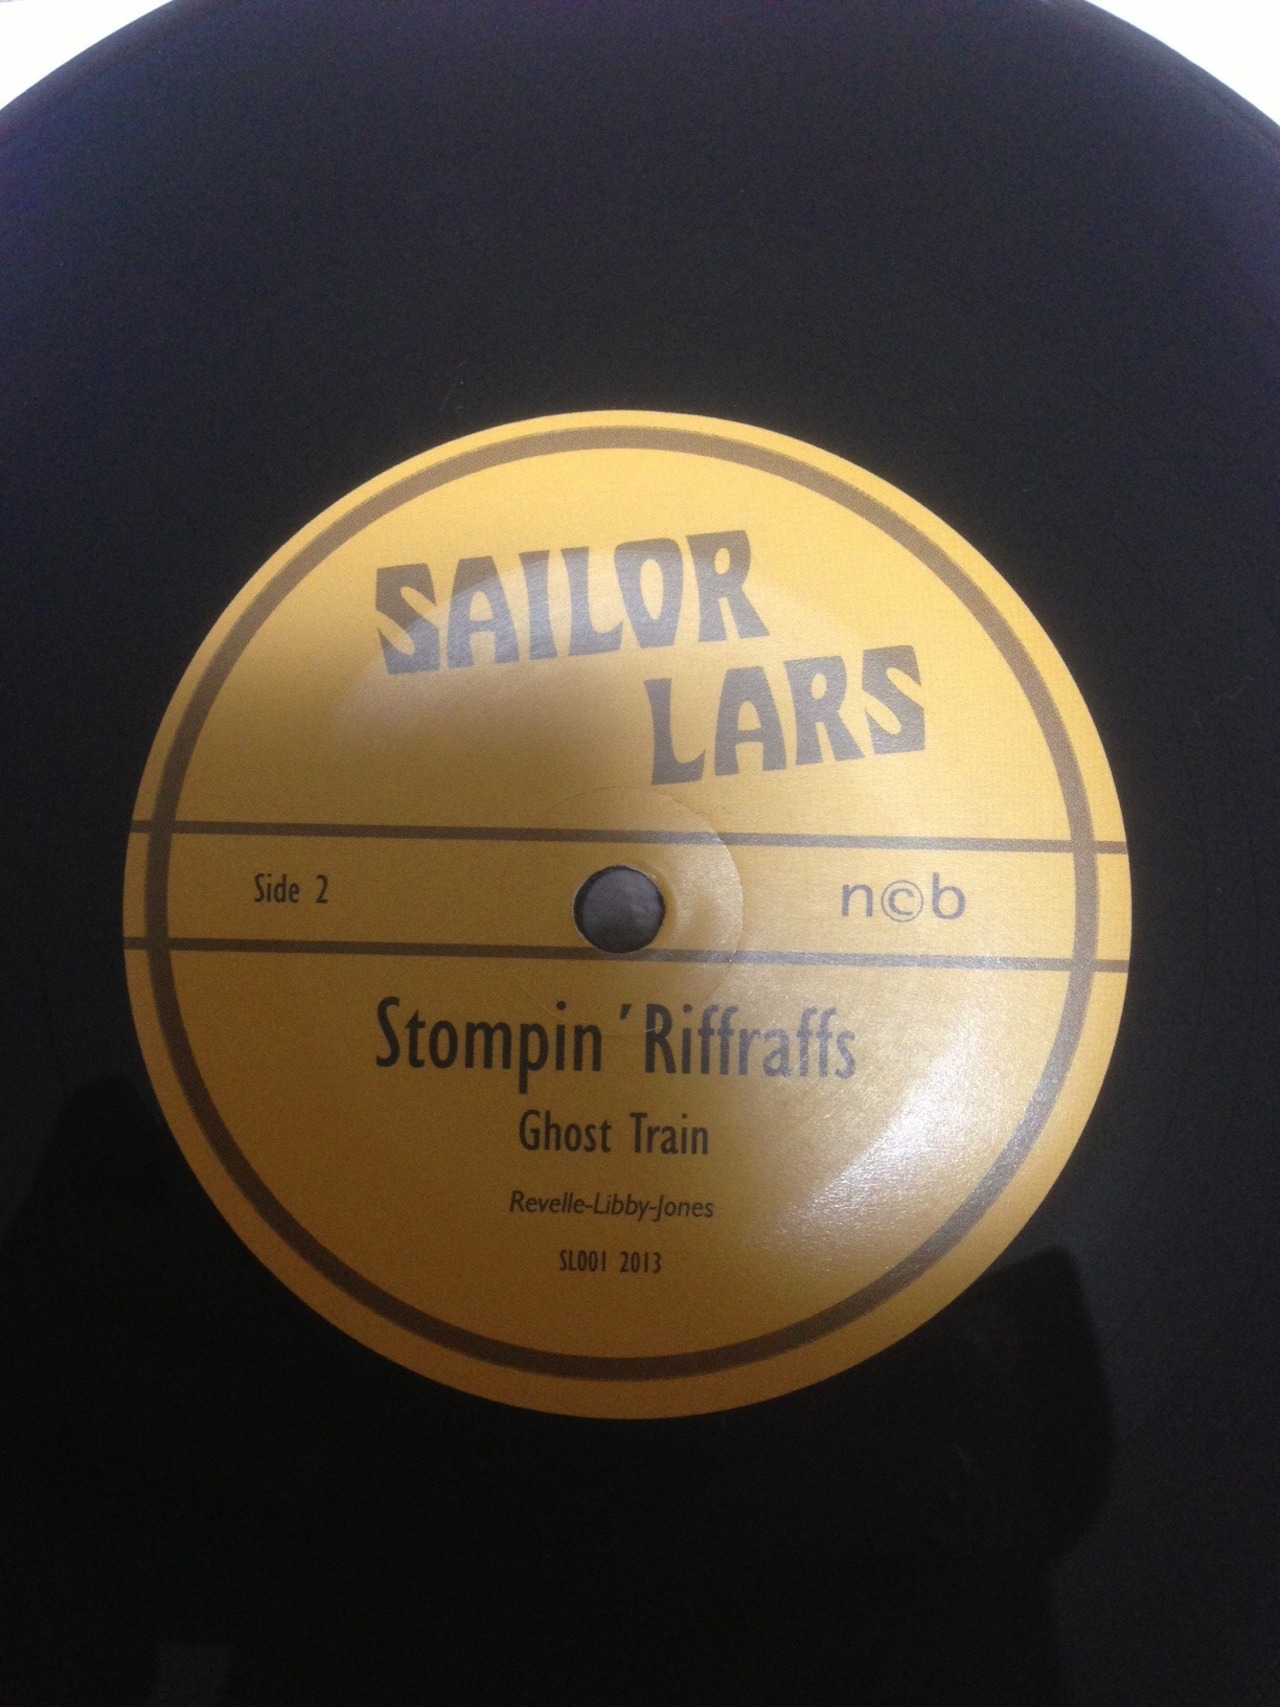 SAILOR
LARS
Side 2
n©b
Stompin´Riffraffs
Ghost Train
Revelle-Libby-Jones
SL001 2013